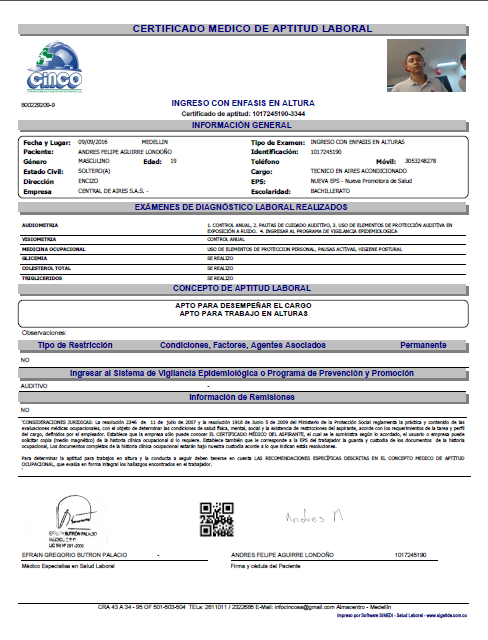 CERTIFICADO MEDICO DE APTITUD LABORAL
CINCO
800229209-9
INGRESO CON ENFASIS EN ALTURA
Certificado de aptitud: 1017245190-3344
INFORMACIÓN GENERAL
Fecha y Lugar: 09/09/2016 MEDELLIN Tipo de Examen: INGRESO CON ENFASIS EN ALTURAS
Paciente: ANDRES FELIPE AGUIRRE LONDOÑO Identificación: 1017245190
Género MASCULINO Edad: 19 Teléfono Móvil: 3053248278
Estado Civil: SOLTERO(A) Cargo: TECNICO EN AIRES ACONDICIONADO
Dirección ENCIZO EPS: NUEVA EPS - Nueva Promotora de Salud
Empresa CENTRAL DE AIRES S.A.S. - Escolaridad: BACHILLERATO
EXÁMENES DE DIAGNÓSTICO LABORAL REALIZADOS
AUDIOMETRIA 1. CONTROL ANUAL, 2. PAUTAS DE CUIDADO AUDITIVO, 3. USO DE ELEMENTOS DE PROTECCIÓN AUDITIVA EN
EXPOSICIÓN A RUIDO. 4. INGRESAR AL PROGRAMA DE VIGILANCIA EPIDEMIOLOGICA
VISIOMETRIA CONTROL ANUAL
MEDICINA OCUPACIONAL USO DE ELEMENTOS DE PROTECCION PERSONAL, PAUSAS ACTIVAS, HIGIENE POSTURAL
GLICEMIA SE REALIZO
COLESTEROL TOTAL SE REALIZO
TRIGLICERIDOS SE REALIZO
CONCEPTO DE APTITUD LABORAL
APTO PARA DESEMPEÑAR EL CARGO
APTO PARA TRABAJO EN ALTURAS
Observaciones:
Tipo de Restricción Condiciones, Factores, Agentes Asociados Permanente
NO
Ingresar al Sistema de Vigilancia Epidemiológica o Programa de Prevención y Promoción
AUDITIVO -
Información de Remisiones
NO
"CONSIDERACIONES JURIDICAS: La resolución 2346 de 11 de julio de 2007 y la resolución 1918 de Junio 5 de 2009 del Ministerio de la Protección Social reglamenta la práctica y contenido de las
evaluaciones médicas ocupacionales, con el objeto de determinar las condiciones de salud física, mental, social y la existencia de restricciones del aspirante, acorde con los requerimientos de la tarea y perfil
del cargo, definidos por el empleador. Establece que la empresa sólo puede conocer EL CERTIFICADO MÉDICO DEL ASPIRANTE, el cual se le suministra según lo acordado, el usuario o empresa puede
solicitar copia (medio magnético) de la historia clínica ocupacional si lo requiere. Establece también que le corresponde a la EPS del trabajador la guarda y custodia de los documentos de la historia
ocupacional, Los documentos completos de la historia clínica ocupacional estarán bajo nuestra custodia acorde a lo que indican estás resoluciones.
Para determinar la aptitud para trabajos en altura y la conducta a seguir deben tenerse en cuenta LAS RECOMENDACIONES ESPECÍFICAS DESCRITAS EN EL CONCEPTO MEDICO DE APTITUD
OCUPACIONAL, que evalúa en forma integral los hallazgos encontrados en el trabajador.
EFRAIN BUTRÓN PALACIO
Andres
EFRAIN GREGORIO BUTRON PALACIO - ANDRES FELIPE AGUIRRE LONDOÑO 1017245190
Médico Especialisa en Salud Laboral Firma y cédula del Paciente
CRA 43 A 34 - 95 OF 501-503-504 TELs: 2611011 / 2322685 E-Mail: infocincosa@gmail.com Almacentro - Medellín
Impreso por Software SIMEDI - Salud Laboral - www.sigshtda.com.co